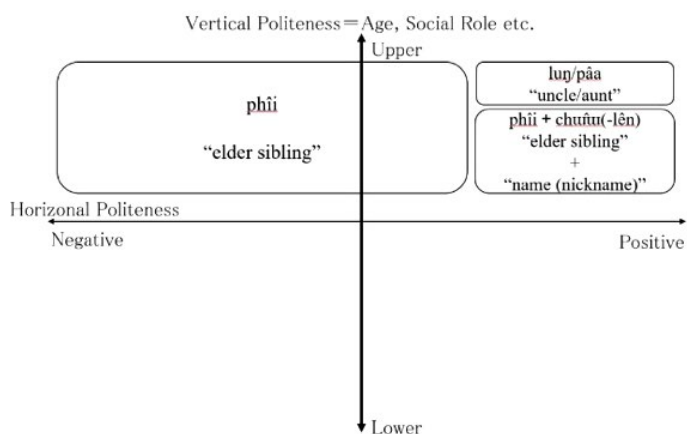 Vertical Politeness＝Age, Social Role etc.
Upper
phîi
“elder sibling”
luŋ/pâa
“uncle/aunt”
phîi + chɯ̂ɯ(-lên)
“elder sibling”
+
“name (nickname)”
Horizonal Politeness
Negative
Positive
Lower